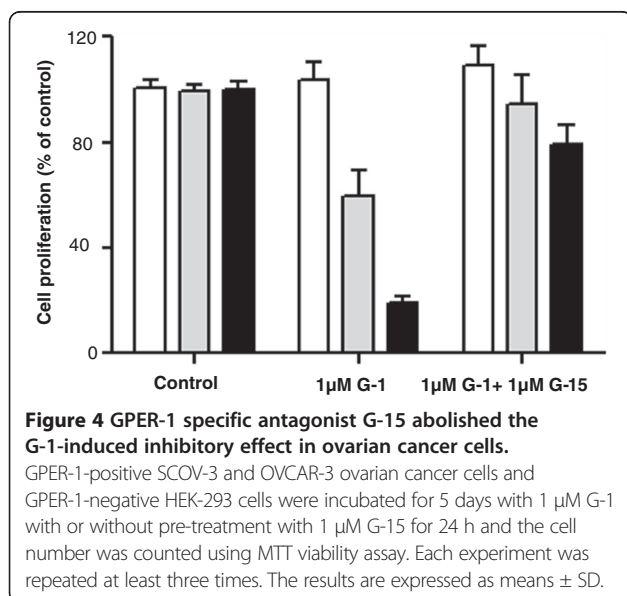 120
80
40
0
Cell proliferation (% of control)
Control
1µM G-1
1µM G-1+ 1µM G-15
Figure 4 GPER-1 specific antagonist G-15 abolished the
G-1-induced inhibitory effect in ovarian cancer cells.
GPER-1-positive SCOV-3 and OVCAR-3 ovarian cancer cells and
GPER-1-negative HEK-293 cells were incubated for 5 days with 1 µM G-1
with or without pre-treatment with 1 µM G-15 for 24 h and the cell
number was counted using MTT viability assay. Each experiment was
repeated at least three times. The results are expressed as means ± SD.